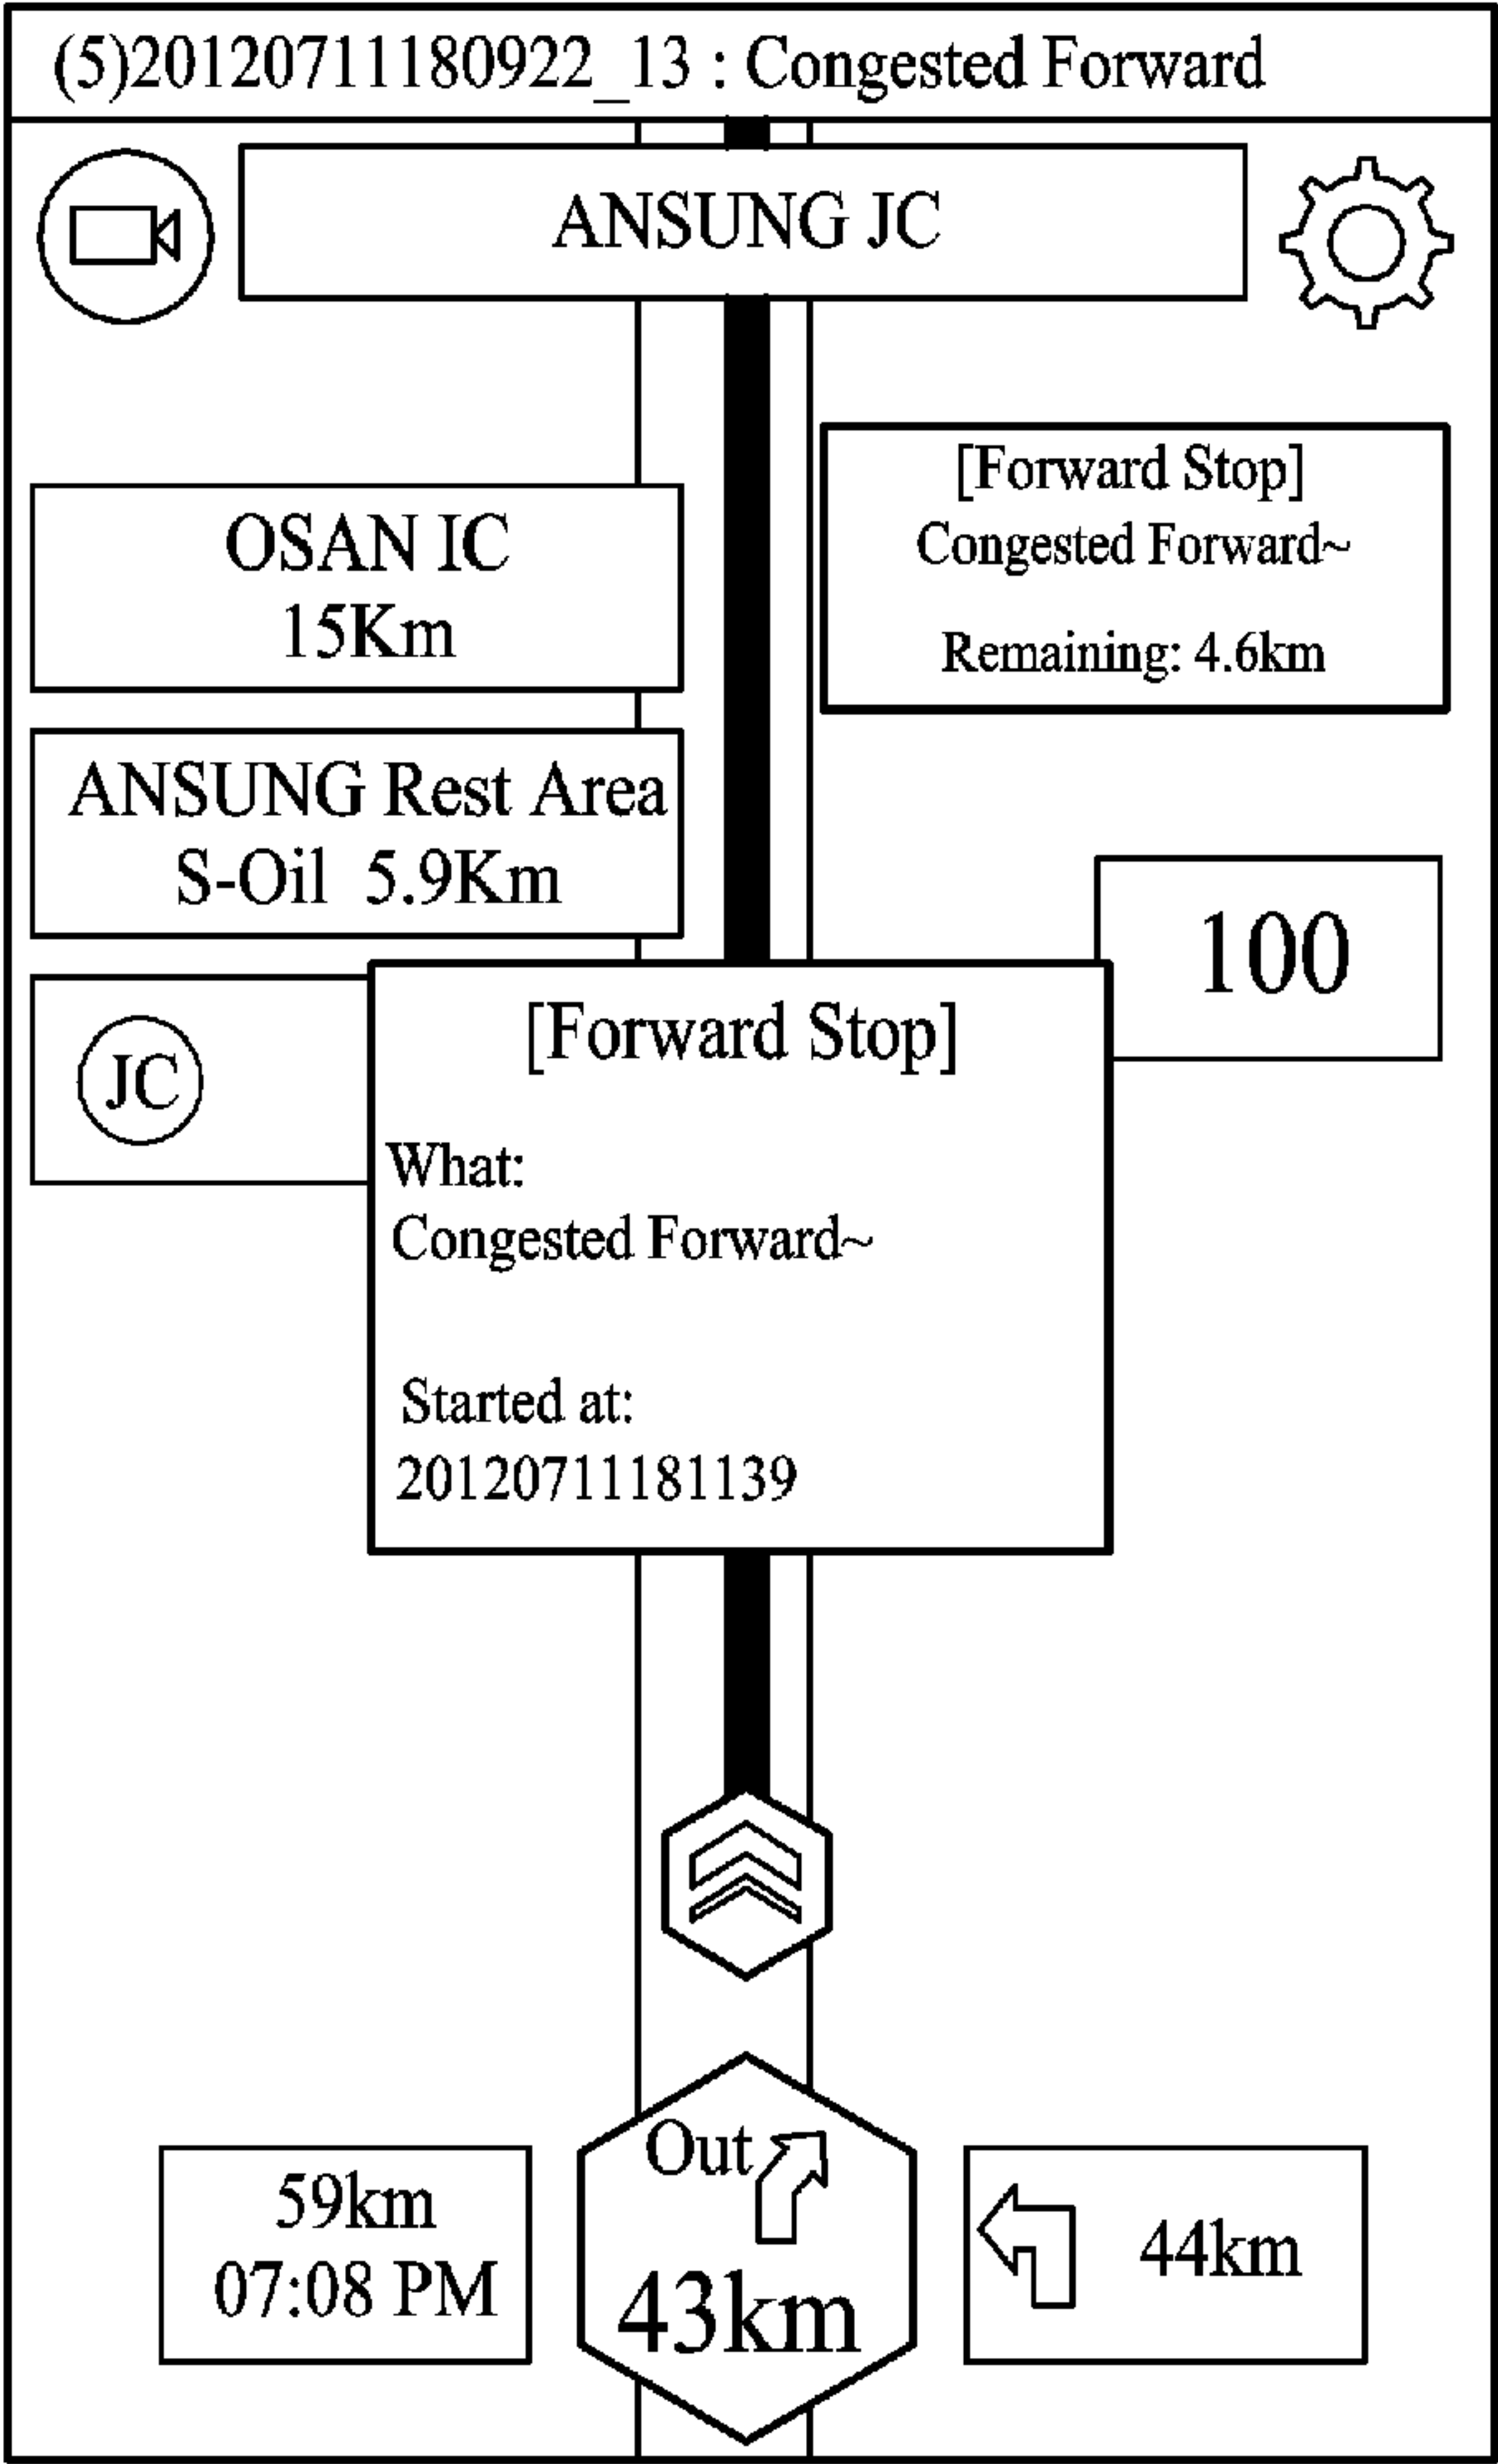 (5)20120711180922_13 : Congested Forward
ANSUNG JC
[Forward Stop]
Congested Forward~
Remaining: 4.6km
OSAN IC
15Km
ANSUNG Rest Area
S-Oil 5.9Km
100
JC
[Forward Stop]
What:
Congested Forward~
Started at:
20120711181139
Out
43km
59km
07:08 PM
44km